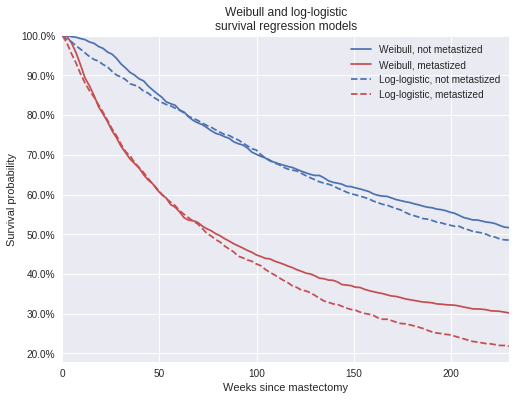 Weibull and log-logistic
survival regression models
100.0%
90.0%
80.0%
70.0%
60.0%
50.0%
40.0%
30.0%
20.0%
Survival probability
Weibull, not metastized
Weibull, metastized
Log-logistic, not metastized
Log-logistic, metastized
0
50
100
150
200
Weeks since mastectomy